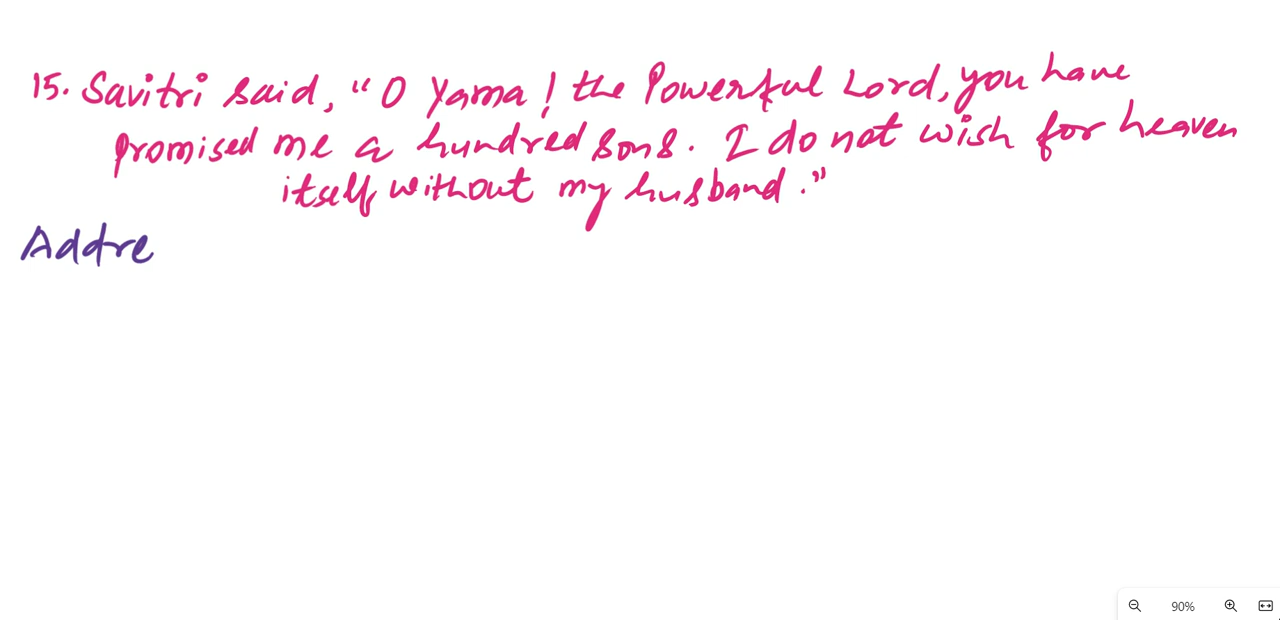 15. Savitri said, "O Yama! the Powerful Lord, you have
promised me a hundred sons. I do not wish for heaven
itself without my husband."
Addre
90%